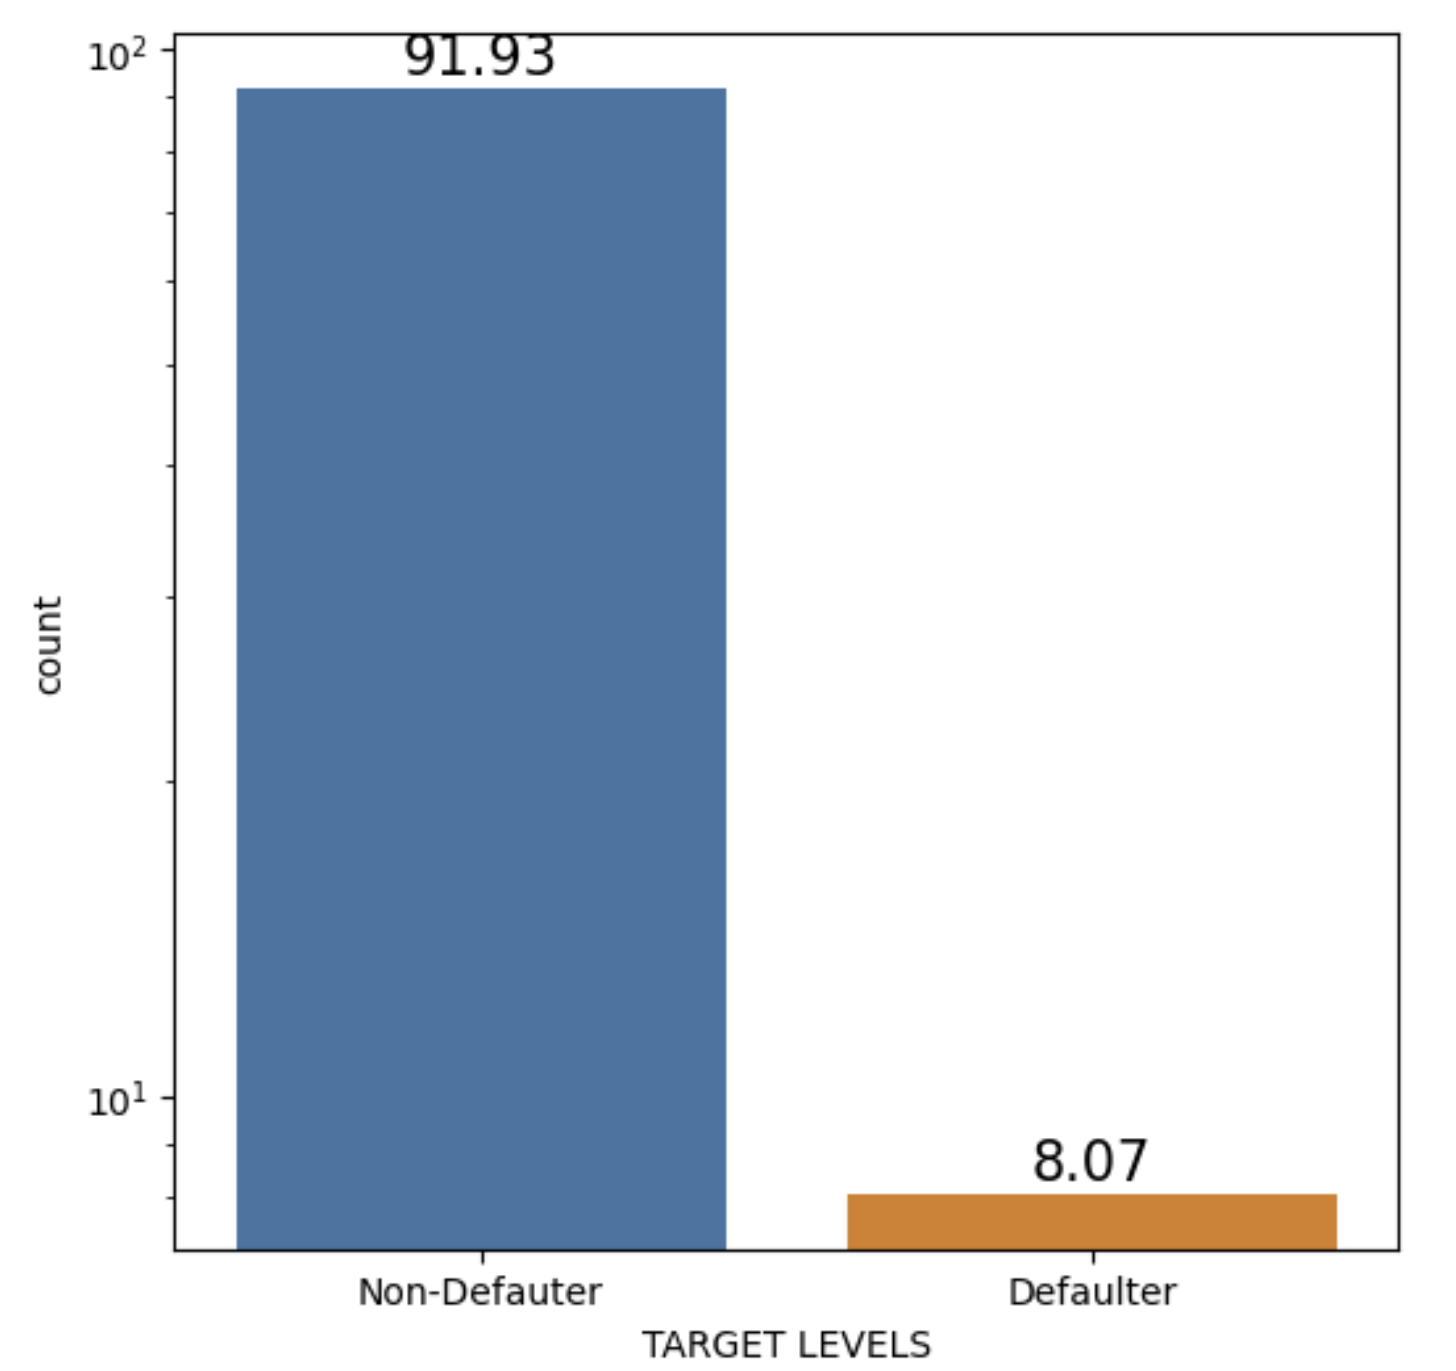 10²
91.93
count
10¹
8.07
Non-Defauter
Defaulter
TARGET LEVELS